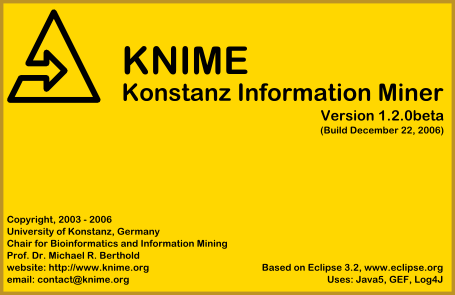 KNIME
Konstanz Information Miner
Version 1.2.0beta
(Build December 22, 2006)
Copyright, 2003 - 2006
University of Konstanz, Germany
Chair for Bioinformatics and Information Mining
Prof. Dr. Michael R. Berthold
website: http://www.knime.org
email: contact@knime.org
Based on Eclipse 3.2, www.eclipse.org
Uses: Java5, GEF, Log4J